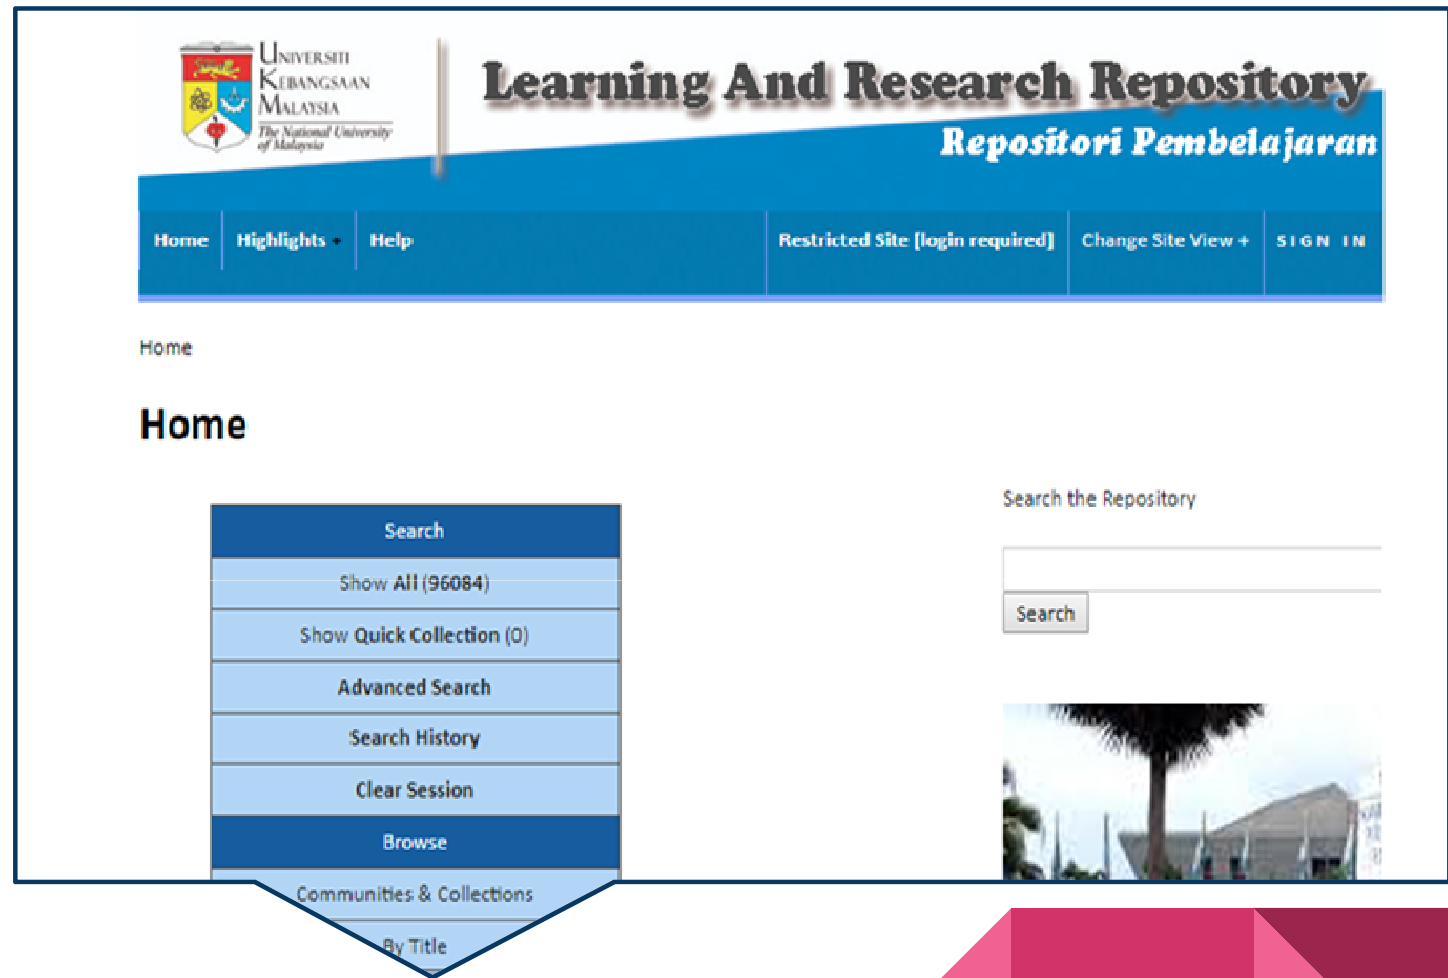 UNIVERSITI
KEBANGSAAN
MALAYSIA
The National University
of Malaysia
Learning And Research Repository
Repositori Pembelajaran
Home Highlights Help Restricted Site [login required] Change Site View + SIGN IN
Home
Home
Search the Repository
Search
Search
Show All (96084)
Show Quick Collection (0)
Advanced Search
Search History
Clear Session
Browse
Communities & Collections
By Title